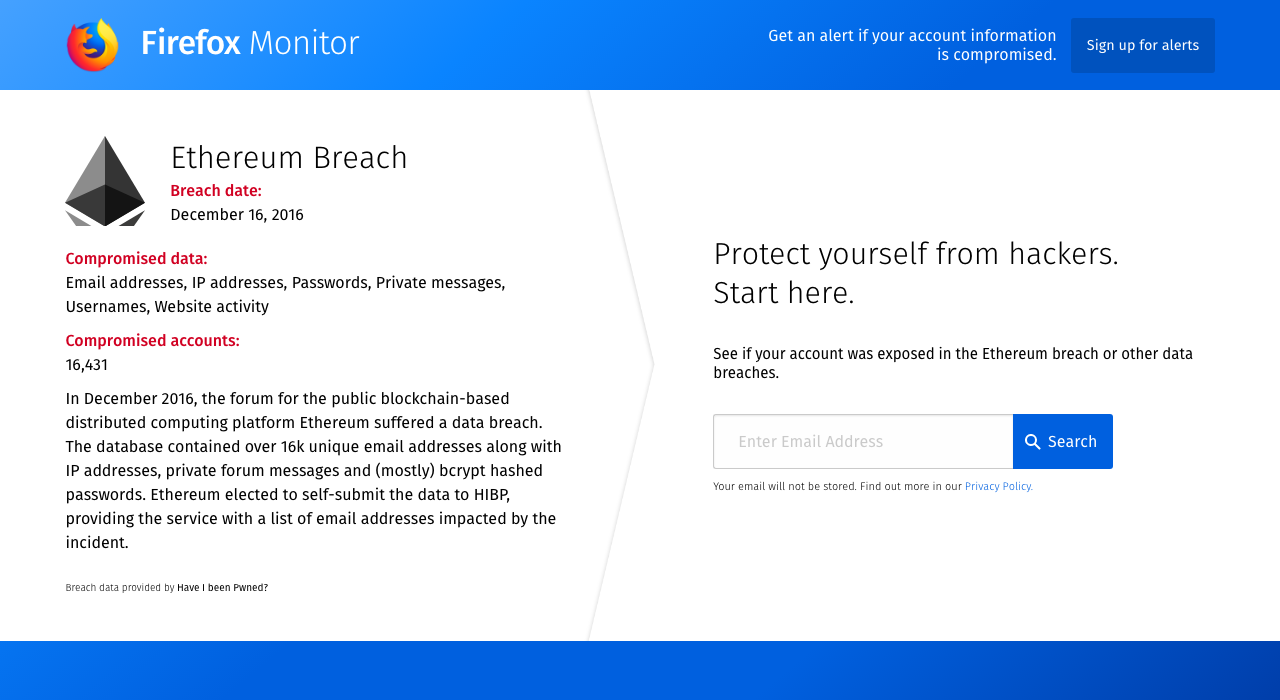 Firefox Monitor
Get an alert if your account information
is compromised.
Sign up for alerts
Ethereum Breach
Breach date:
December 16, 2016
Compromised data:
Email addresses, IP addresses, Passwords, Private messages,
Usernames, Website activity
Compromised accounts:
16,431
In December 2016, the forum for the public blockchain-based
distributed computing platform Ethereum suffered a data breach.
The database contained over 16k unique email addresses along with
IP addresses, private forum messages and (mostly) bcrypt hashed
passwords. Ethereum elected to self-submit the data to HIBP,
providing the service with a list of email addresses impacted by the
incident.
Breach data provided by Have I been Pwned?
Protect yourself from hackers.
Start here.
See if your account was exposed in the Ethereum breach or other data
breaches.
Enter Email Address
Search
Your email will not be stored. Find out more in our Privacy Policy.